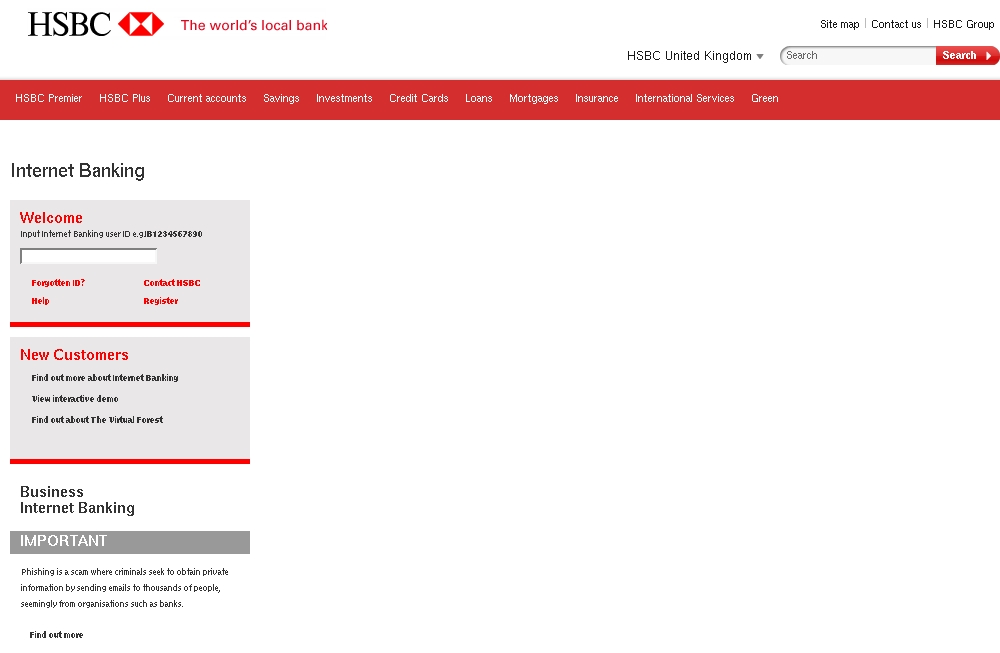 HSBC The world's local bank
Site map Contact us HSBC Group
HSBC United Kingdom Search Search
HSBC Premier HSBC Plus Current accounts Savings Investments Credit Cards Loans Mortgages Insurance International Services Green
Internet Banking
Welcome
Input Internet Banking user ID e.g.IB1234567890
Forgotten ID? Contact HSBC
Help Register
New Customers
Find out more about Internet Banking
View interactive demo
Find out about The Virtual Forest
Business
Internet Banking
IMPORTANT
Phishing is a scam where criminals seek to obtain private
information by sending emails to thousands of people,
seemingly from organisations such as banks.
Find out more